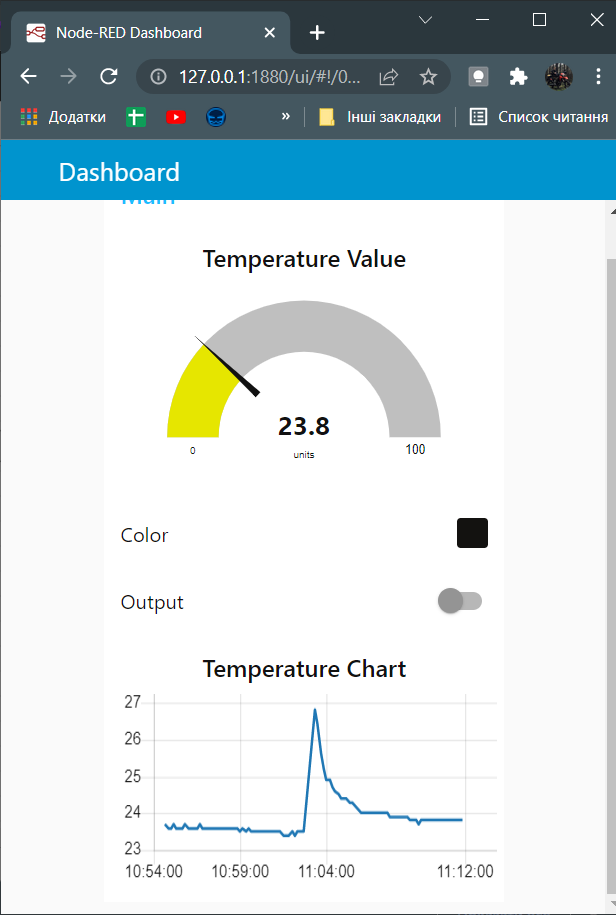 Node-RED Dashboard
127.0.0.1:1880/ui/#!/0...
Додатки
»
Інші закладки
Список читання
Dashboard
Main
Temperature Value
23.8
0
units
100
Color
Output
Temperature Chart
27
26
25
24
23
10:54:00
10:59:00
11:04:00
11:12:00